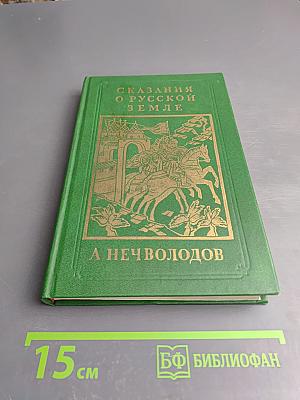 СКАЗАНИЯ
О РУССКОЙ
ЗЕМЛЕ
А НЕЧВОЛОДОВ
15 см
БФ БИБЛИОФАН